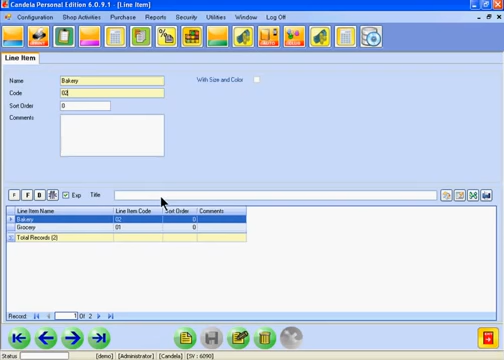 Candela Personal Edition 6.0.9.1 - [Line Item]
Configuration Shop Activities Purchase Reports Security Utilities Window Log Off
Line Item
Name Bakery
With Size and Color
Code 02
Sort Order 0
Comments
F F D Exp Title
Line Item Name Line Item Code Sort Order Comments
Bakery 02 0
Grocery 01 0
Total Records (2)
Record: 1 Of 2
Status [demo] [Administrator] [Candela] [SV : 6090]